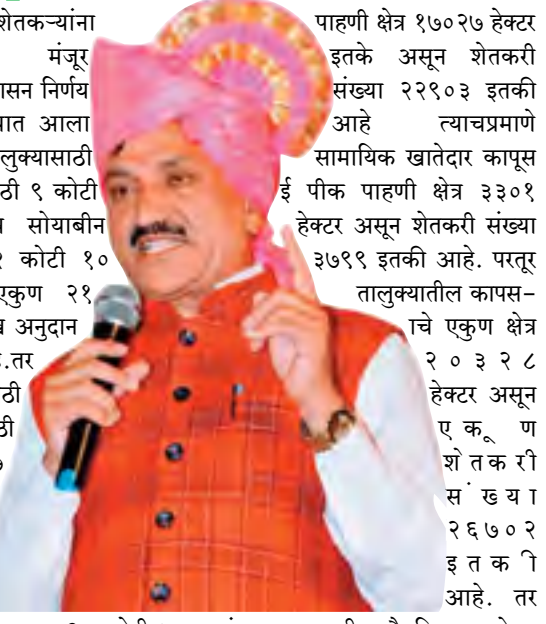 शेतकऱ्यांना
मंजूर
सन निर्णय
ात आला
लुक्यासाठी
ठी ९ कोटी
सोयाबीन
कोटी १०
एकुण २१
अनुदान
.तर
ठी
ठी
पाहणी क्षेत्र १७०२७ हेक्टर
इतके असून शेतकरी
संख्या २२९०३ इतकी
आहे त्याचप्रमाणे
सामायिक खातेदार कापूस
ई पीक पाहणी क्षेत्र ३३०१
हेक्टर असून शेतकरी संख्या
३७९९ इतकी आहे. परतूर
तालुक्यातील कापस-
ाचे एकुण क्षेत्र
२०३२८
हेक्टर असून
एकूण
शेतकरी
संख्या
२६७०२
इतकी
आहे. तर